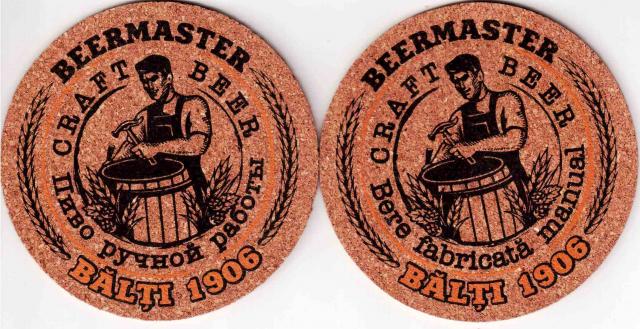 BEERMASTER
CRAFT BEER
Пиво ручной работы
BĂLȚI 1906
BEERMASTER
CRAFT BEER
Bere fabricată manual
BĂLȚI 1906